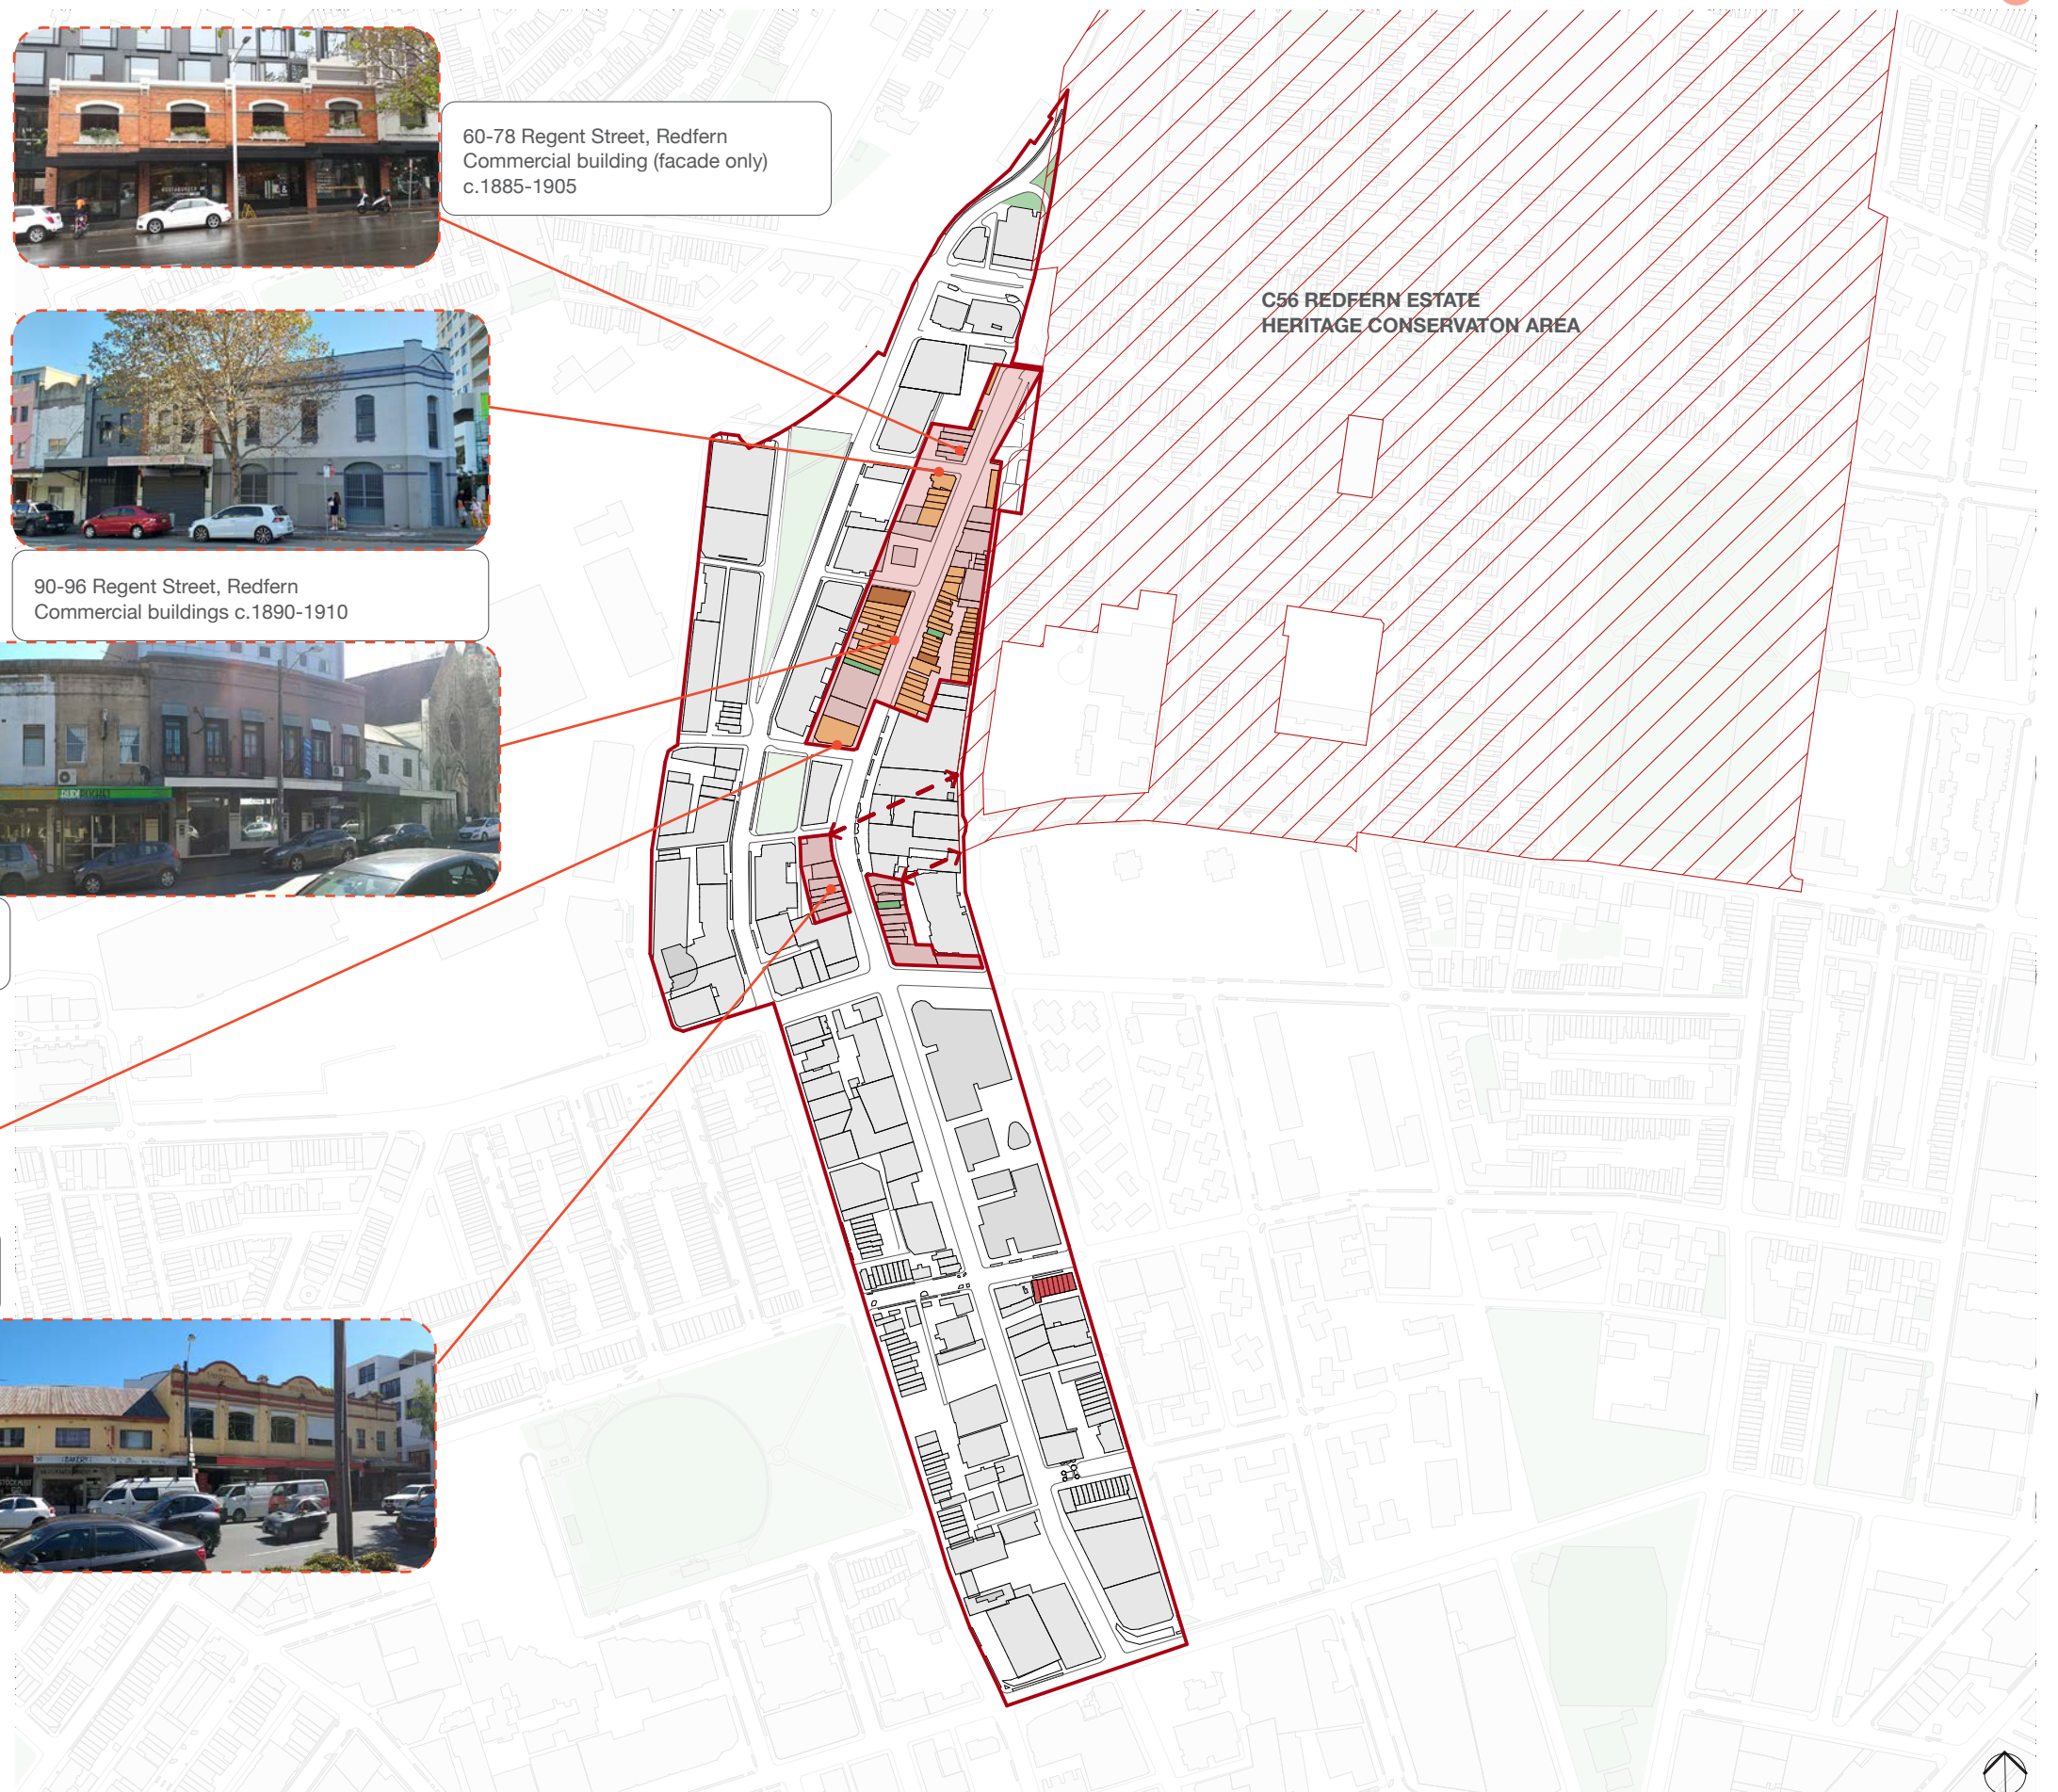 60-78 Regent Street, Redfern
Commercial building (facade only)
c.1885-1905
C56 REDFERN ESTATE
HERITAGE CONSERVATON AREA
90-96 Regent Street, Redfern
Commercial buildings c.1890-1910
BAKERY